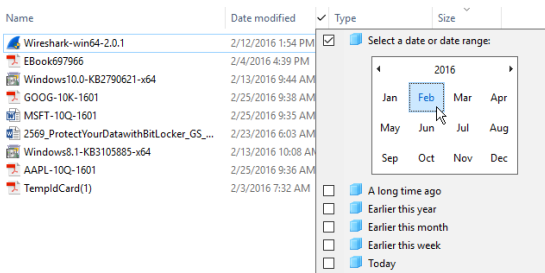 Name Date modified Type Size
Wireshark-win64-2.0.1 2/12/2016 1:54 PM
EBook697966 2/4/2016 4:39 PM
Windows10.0-KB2790621-x64 2/13/2016 9:44 AM
GOOG-10K-1601 2/25/2016 9:38 AM
MSFT-10Q-1601 2/25/2016 9:35 AM
2569_ProtectYourDatawithBitLocker_GS_... 2/23/2016 6:03 AM
Windows8.1-KB3105885-x64 2/13/2016 10:08 AM
AAPL-10Q-1601 2/25/2016 9:36 AM
TempIdCard(1) 2/3/2016 7:32 AM
Select a date or date range:
2016
Jan Feb Mar Apr
May Jun Jul Aug
Sep Oct Nov Dec
A long time ago
Earlier this year
Earlier this month
Earlier this week
Today